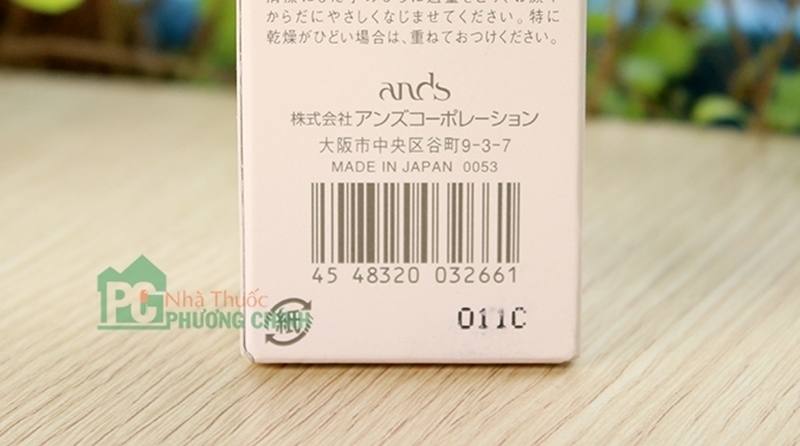 からだにやさしくなじませてください。特に
乾燥がひどい場合は、重ねておつけください。
ands
株式会社アンズコーポレーション
大阪市中央区谷町9-3-7
MADE IN JAPAN 0053
45 48320 032661
PC Nhà Thuốc
PHƯƠNG CHÍNH
紙
011C